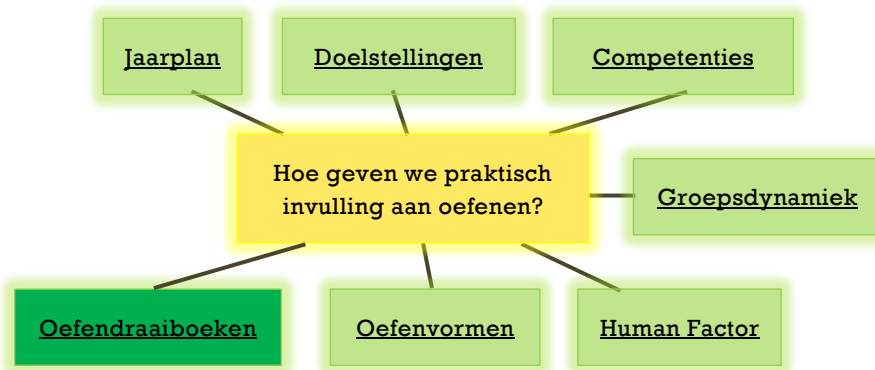 Jaarplan
Doelstellingen
Competenties
Hoe geven we praktisch
invulling aan oefenen?
Groepsdynamiek
Oefendraaiboeken
Oefenvormen
Human Factor